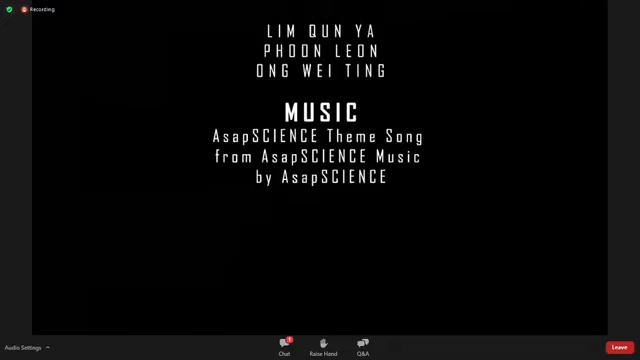 Recording
LIM QUN YA
PHOON LEON
ONG WEI TING
MUSIC
AsapSCIENCE Theme Song
from AsapSCIENCE Music
by AsapSCIENCE
Audio Settings
Chat
Raise Hand
Q&A
Leave